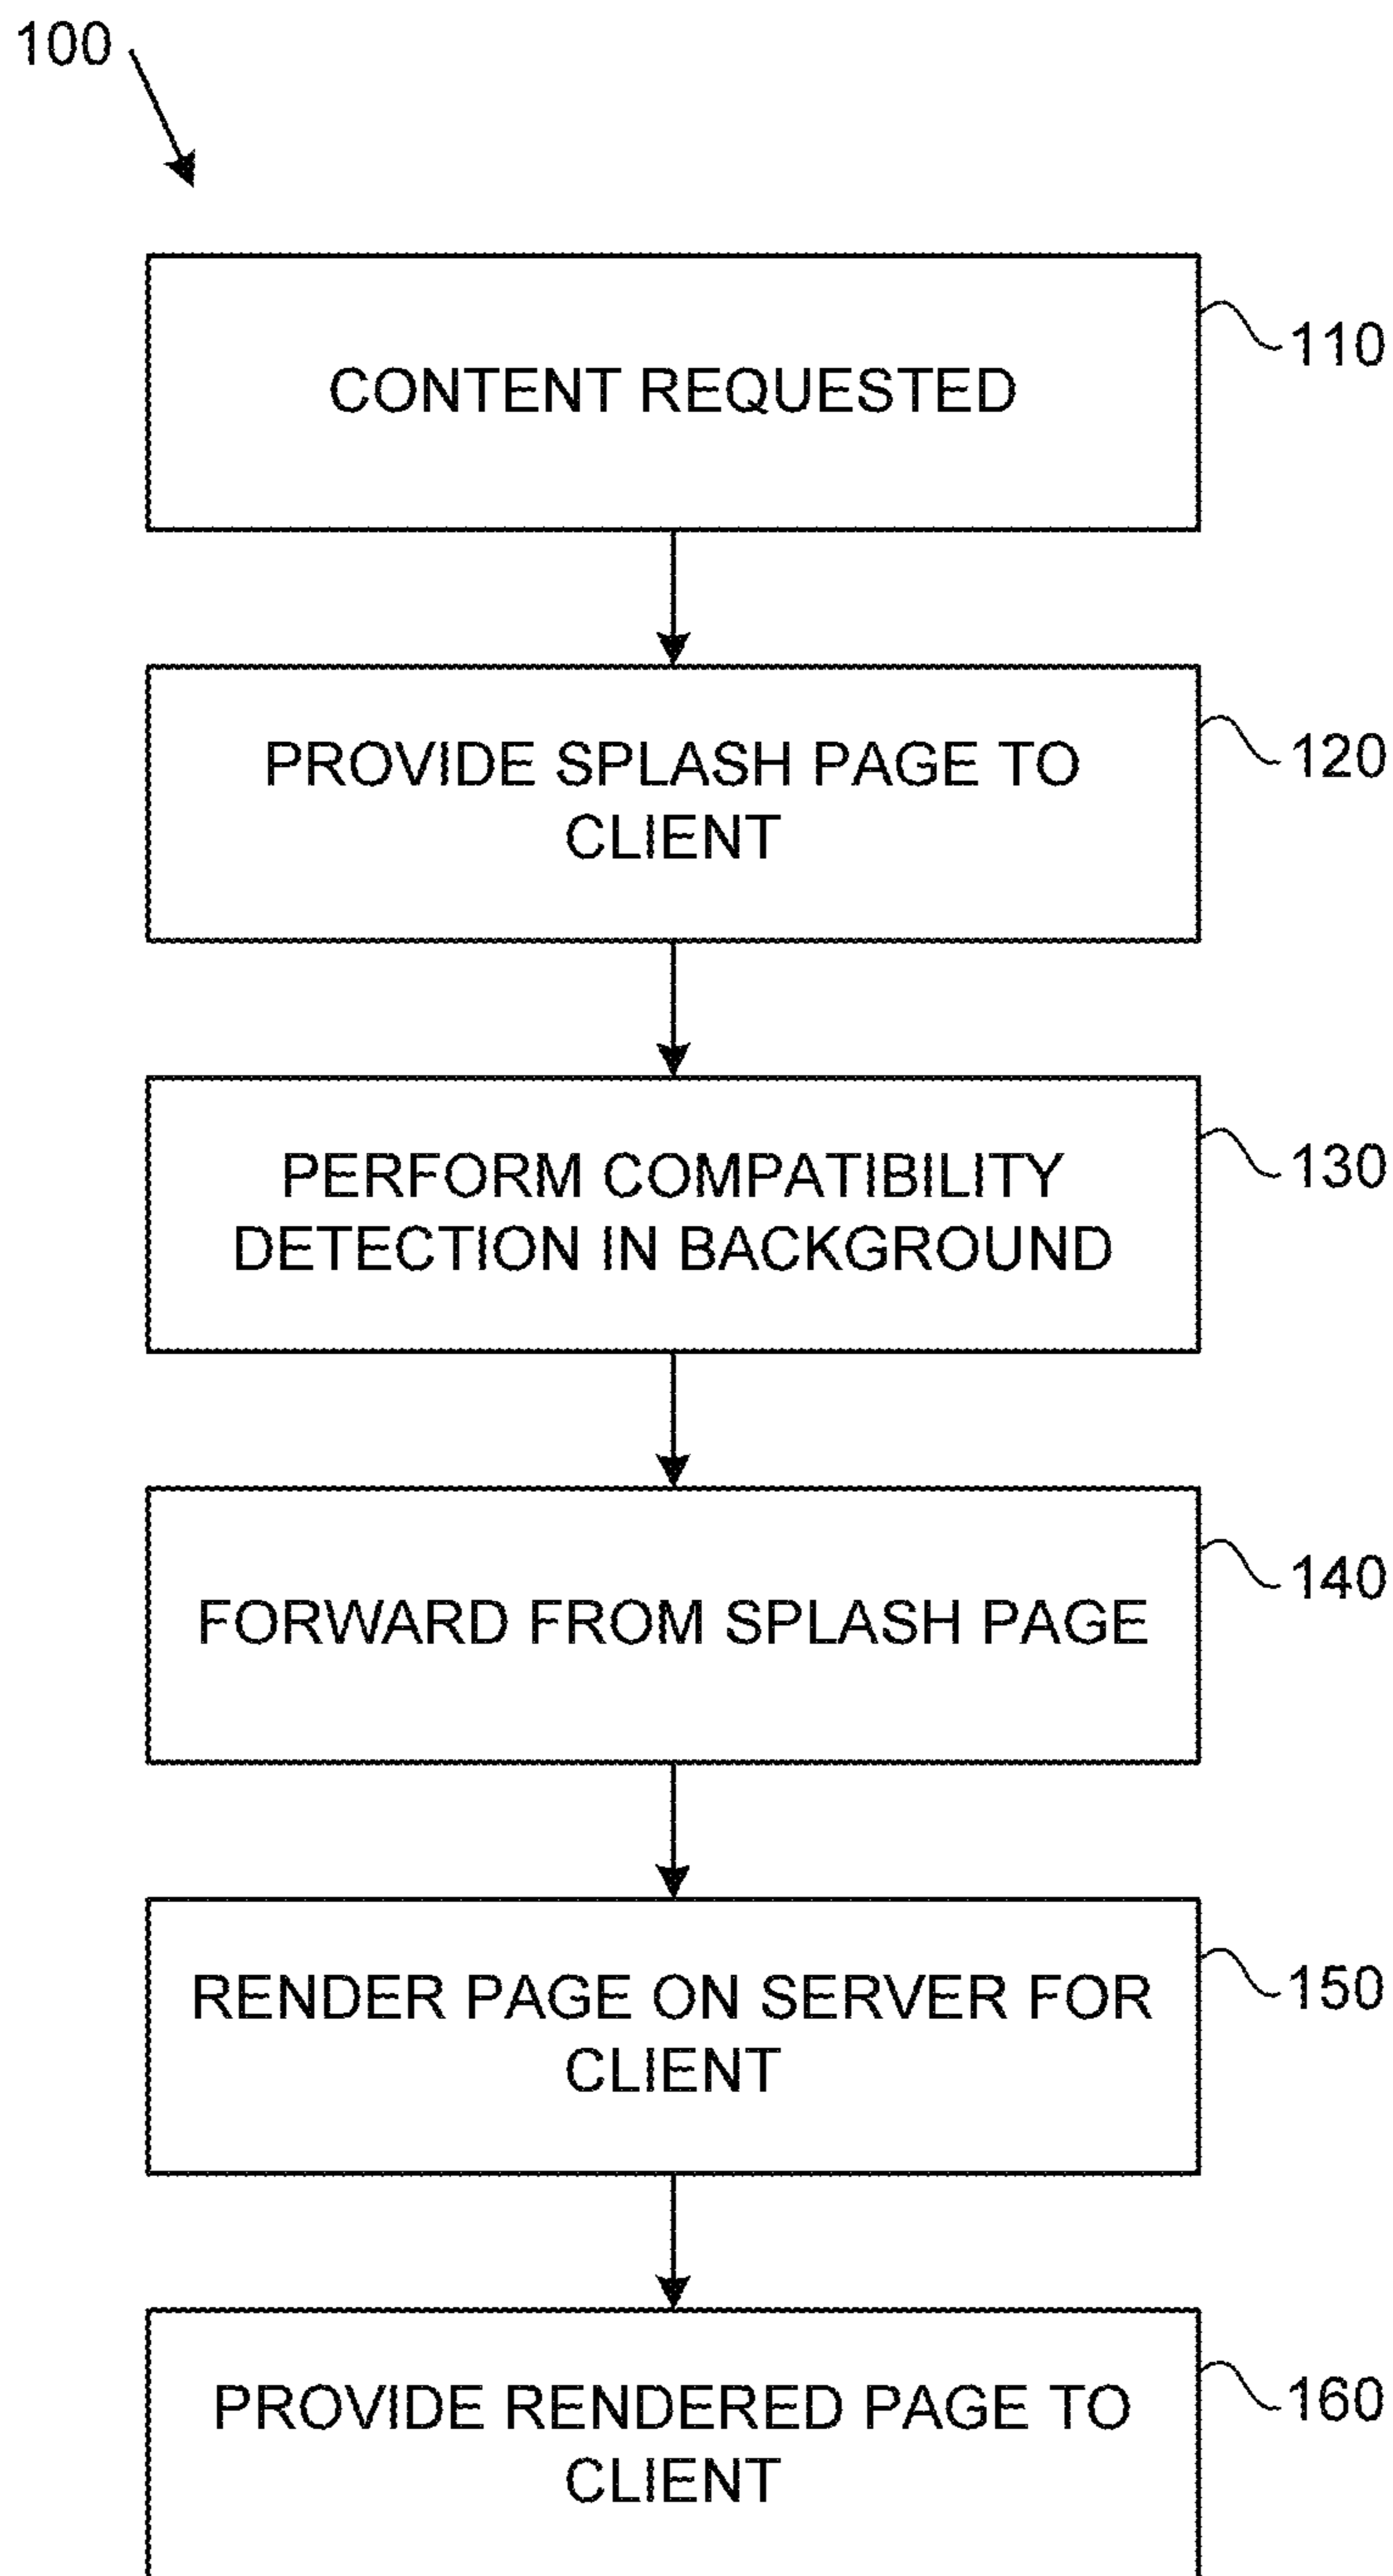 100
CONTENT REQUESTED
110
PROVIDE SPLASH PAGE TO
CLIENT
120
PERFORM COMPATIBILITY
DETECTION IN BACKGROUND
130
FORWARD FROM SPLASH PAGE
140
RENDER PAGE ON SERVER FOR
CLIENT
150
PROVIDE RENDERED PAGE TO
CLIENT
160